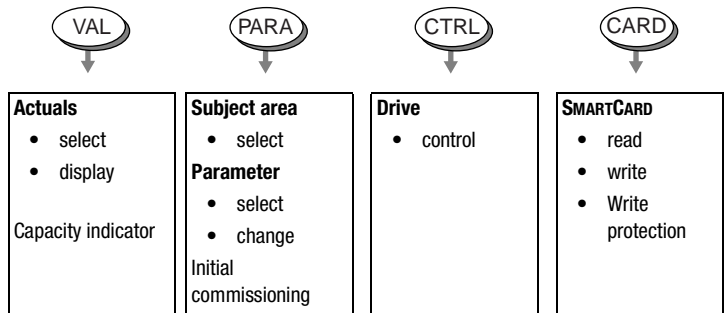 VAL
PARA
CTRL
CARD
Actuals
• select
• display
Capacity indicator
Subject area
• select
Parameter
• select
• change
Initial
commissioning
Drive
• control
SMARTCARD
• read
• write
• Write
protection